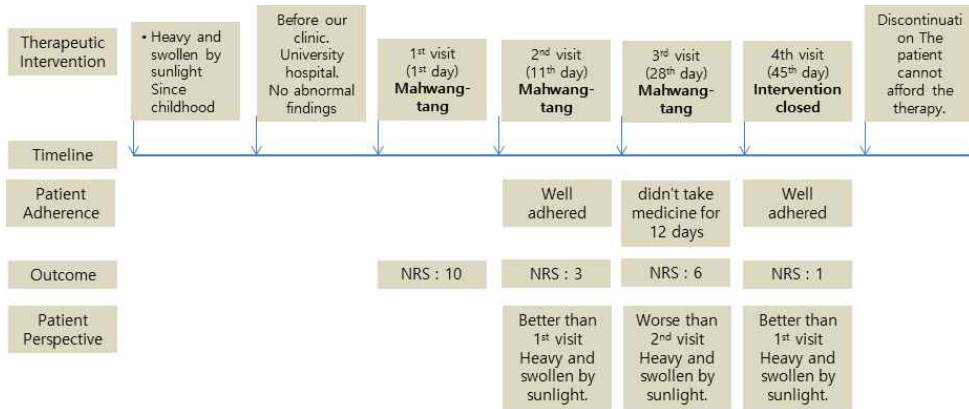 Therapeutic
Intervention
• Heavy and
swollen by
sunlight
Since
childhood
Before our
clinic.
University
hospital.
No abnormal
findings
1st visit
(1st day)
Mahwang-
tang
2nd visit
(11th day)
Mahwang-
tang
3rd visit
(28th day)
Mahwang-
tang
4th visit
(45th day)
Intervention
closed
Discontinuati
on The
patient
cannot
afford the
therapy.
Timeline
Patient
Adherence
Well
adhered
didn't take
medicine for
12 days
Well
adhered
Outcome
NRS : 10
NRS : 3
NRS : 6
NRS : 1
Patient
Perspective
Better than
1st visit
Heavy and
swollen by
sunlight.
Worse than
2nd visit
Heavy and
swollen by
sunlight.
Better than
1st visit
Heavy and
swollen by
sunlight.